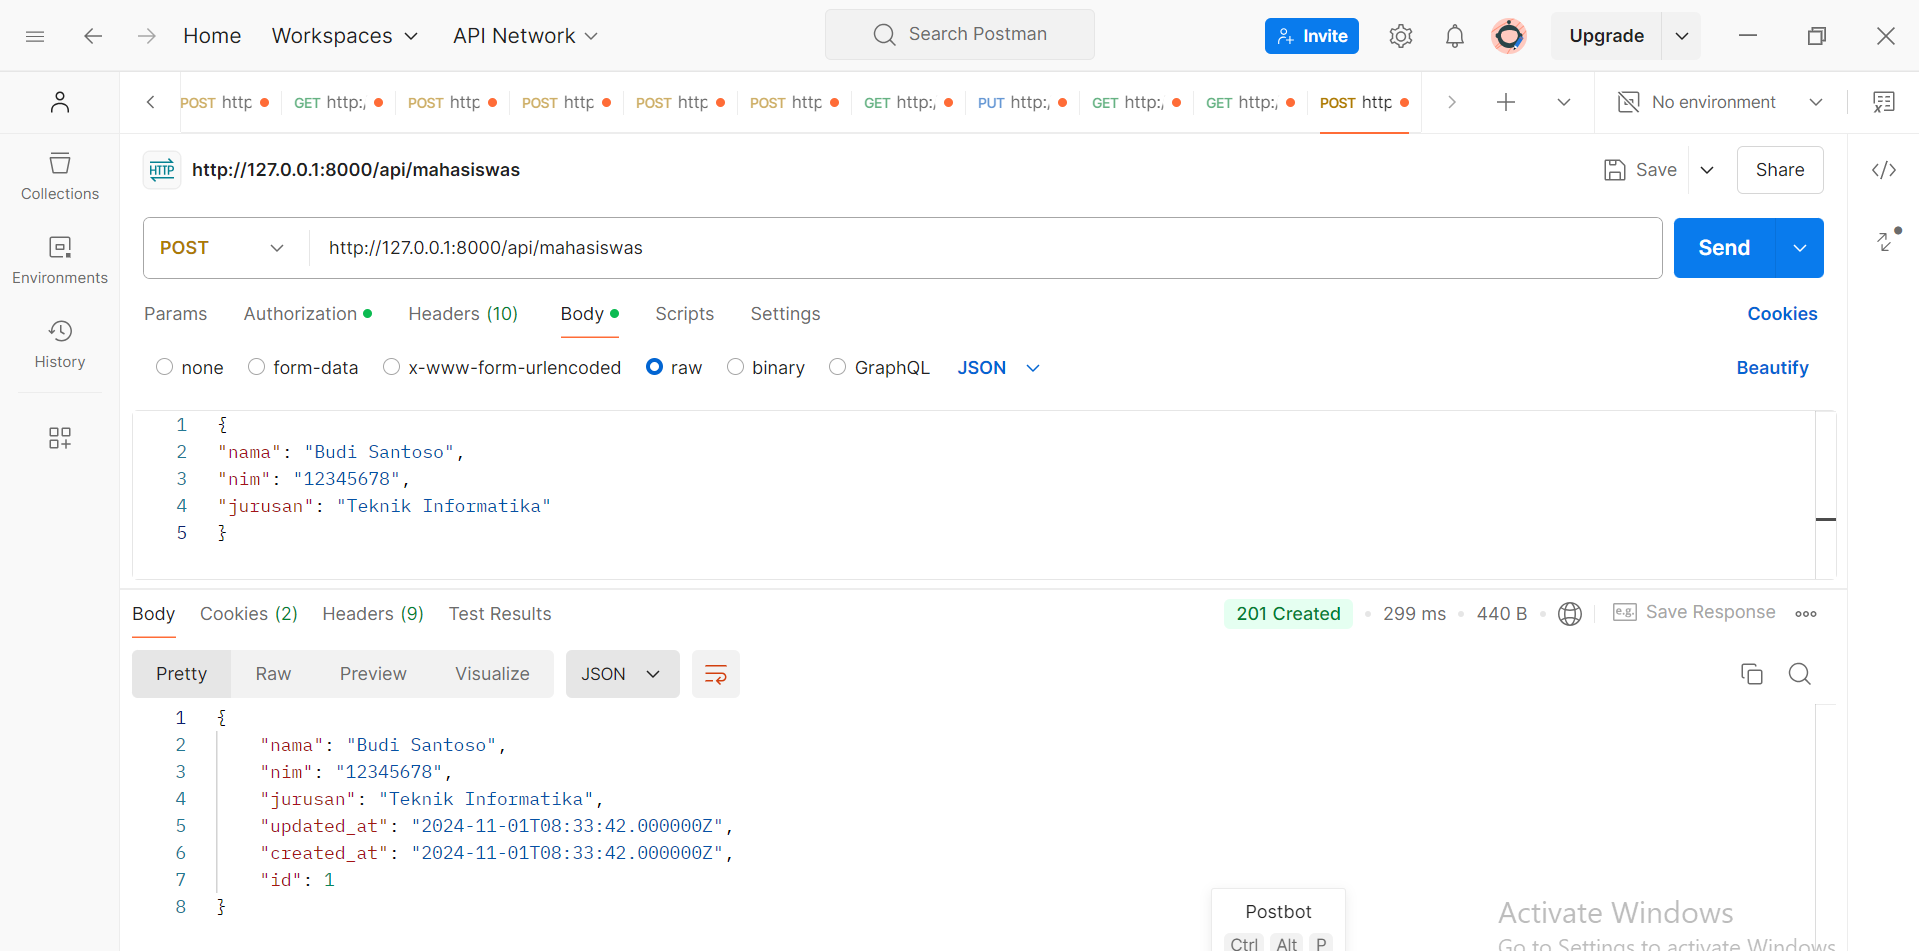 Home
Workspaces
API Network
Search Postman
Invite
Upgrade
POST http
GET http:/
POST http
POST http
POST http
POST http
GET http:/
PUT http:/
GET http:/
GET http:/
POST http
No environment
Collections
Environments
History
HTTP http://127.0.0.1:8000/api/mahasiswas
Save
Share
POST
http://127.0.0.1:8000/api/mahasiswas
Send
Params Authorization Headers (10) Body Scripts Settings Cookies
none form-data x-www-form-urlencoded raw binary GraphQL JSON Beautify
1 {
2 "nama": "Budi Santoso",
3 "nim": "12345678",
4 "jurusan": "Teknik Informatika"
5 }
Body Cookies (2) Headers (9) Test Results 201 Created 299 ms 440 B e.g. Save Response
Pretty Raw Preview Visualize JSON
1 {
2 "nama": "Budi Santoso",
3 "nim": "12345678",
4 "jurusan": "Teknik Informatika",
5 "updated_at": "2024-11-01T08:33:42.000000Z",
6 "created_at": "2024-11-01T08:33:42.000000Z",
7 "id": 1
8 }
Postbot
Ctrl Alt P
Activate Windows
Go to Settings to activate Windows.